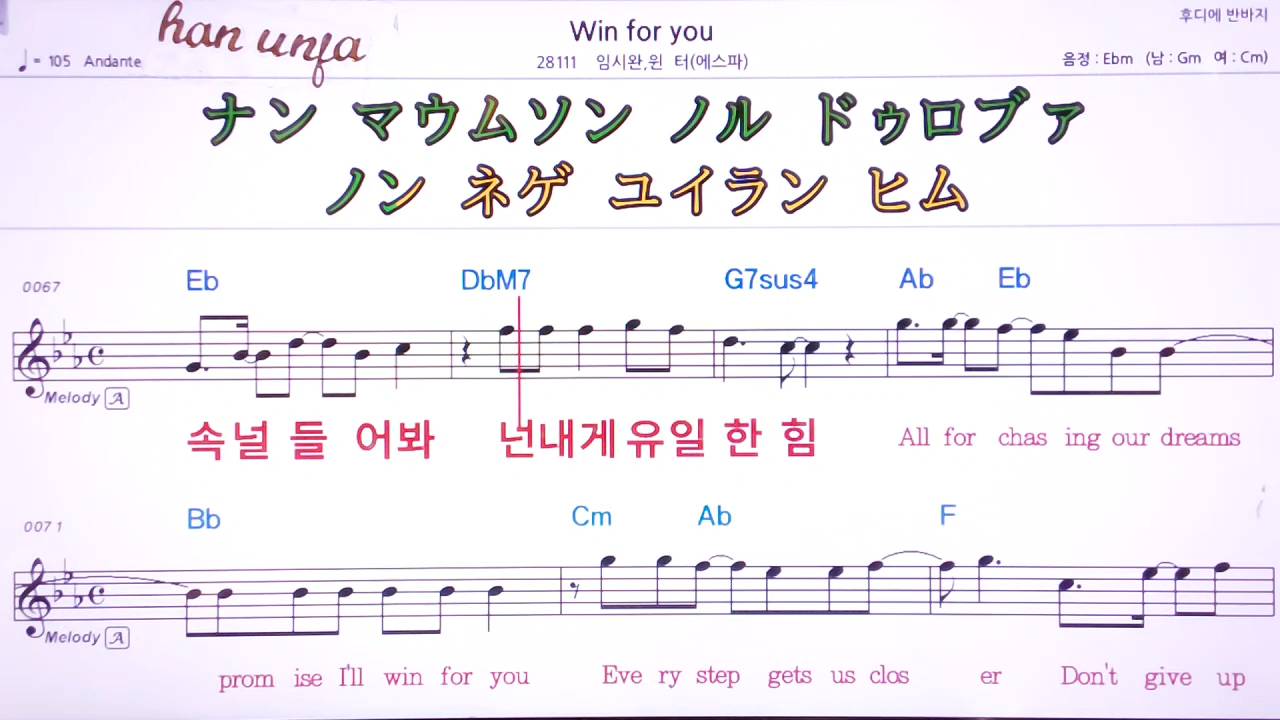 후디에 반바지
han unfa
Win for you
♩= 105 Andante
28111 임시완,윈 터(에스파)
음정 : Ebm (남 : Gm 여 : Cm)
ナン マウムソン ノル ドゥロブァ
ノン ネゲ ユイラン ヒム
0067
Eb DbM7 G7sus4 Ab Eb
Melody A
속널 들 어봐 넌내게 유일 한 힘 All for chas ing our dreams
0071
Bb Cm Ab F
Melody A
prom ise I'll win for you Eve ry step gets us clos er Don't give up